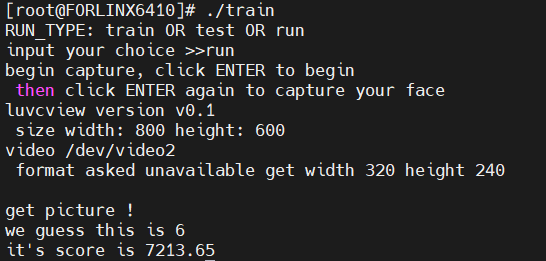 [root@FORLINX6410]# ./train
RUN_TYPE: train OR test OR run
input your choice >>run
begin capture, click ENTER to begin
then click ENTER again to capture your face
luvcview version v0.1
size width: 800 height: 600
video /dev/video2
format asked unavailable get width 320 height 240
get picture !
we guess this is 6
it's score is 7213.65